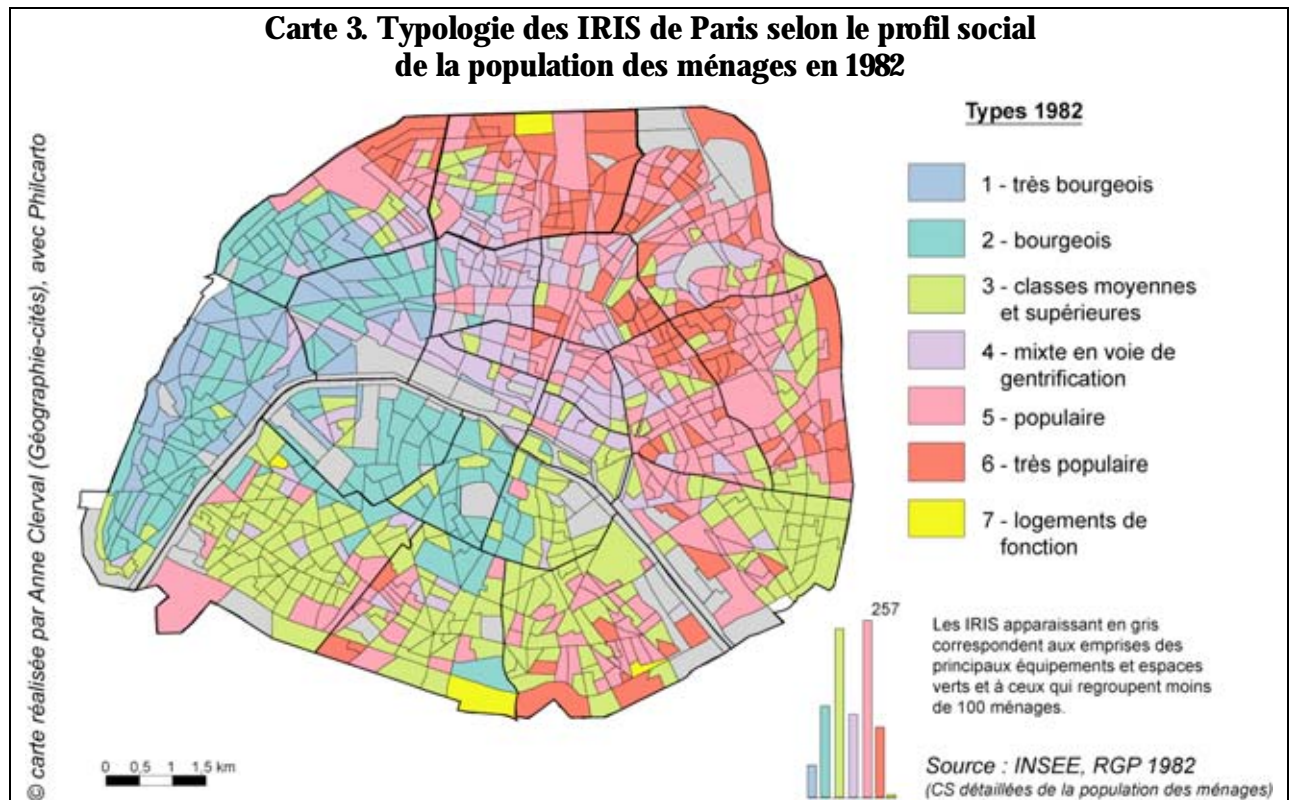 Carte 3. Typologie des IRIS de Paris selon le profil social
de la population des ménages en 1982
© carte réalisée par Anne Clerval (Géographie-cités), avec Philcarto
Types 1982
1 - très bourgeois
2 - bourgeois
3 - classes moyennes
et supérieures
4 - mixte en voie de
gentrification
5 - populaire
6 - très populaire
7 - logements de
fonction
257
Les IRIS apparaissant en gris
correspondent aux emprises des
principaux équipements et espaces
verts et à ceux qui regroupent moins
de 100 ménages.
0 0,5 1 1,5 km
Source : INSEE, RGP 1982
(CS détaillées de la population des ménages)